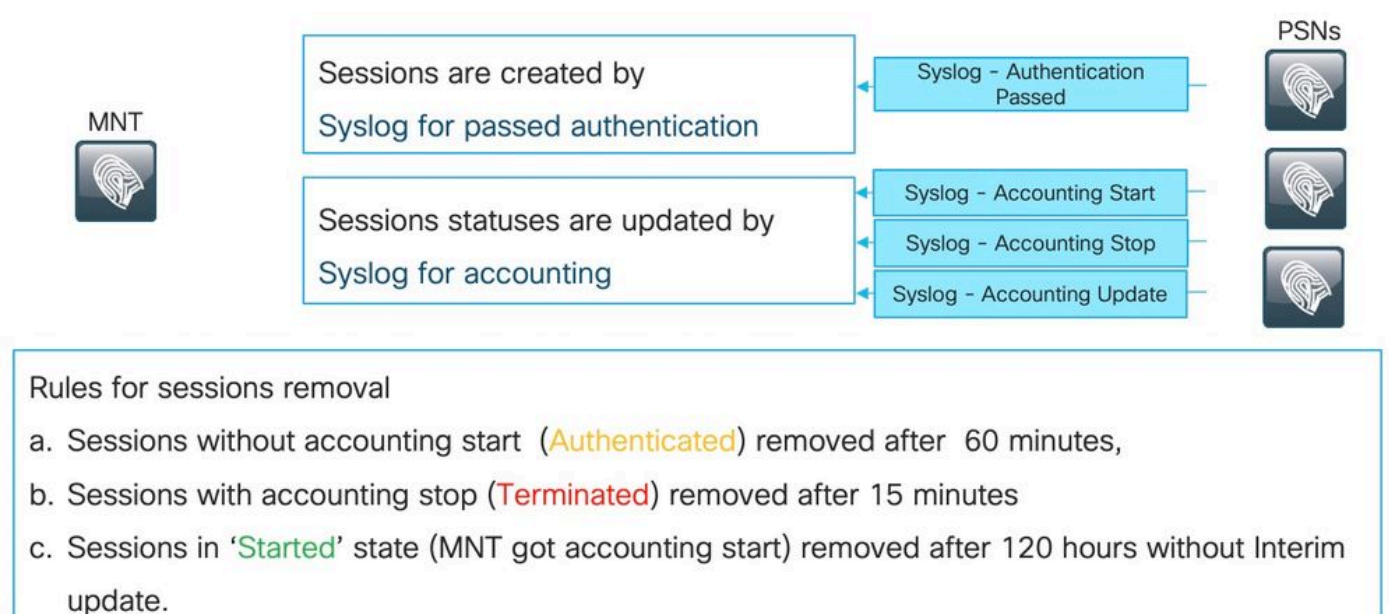 PSNs
MNT
Sessions are created by
Syslog for passed authentication
Syslog - Authentication
Passed
Sessions statuses are updated by
Syslog for accounting
Syslog - Accounting Start
Syslog - Accounting Stop
Syslog - Accounting Update
Rules for sessions removal
a. Sessions without accounting start (Authenticated) removed after 60 minutes,
b. Sessions with accounting stop (Terminated) removed after 15 minutes
c. Sessions in ‘Started’ state (MNT got accounting start) removed after 120 hours without Interim
update.